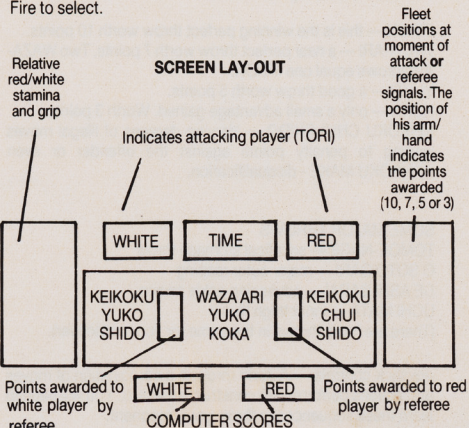 Fire to select.
SCREEN LAY-OUT
Relative
red/white
stamina
and grip
Indicates attacking player (TORI)
Fleet
positions at
moment of
attack or
referee
signals. The
position of
his arm/
hand
indicates
the points
awarded
(10, 7, 5 or 3)
WHITE TIME RED
KEIKOKU WAZA ARI KEIKOKU
YUKO YUKO CHUI
SHIDO KOKA SHIDO
Points awarded to
white player by
referee
WHITE RED
COMPUTER SCORES
Points awarded to red
player by referee